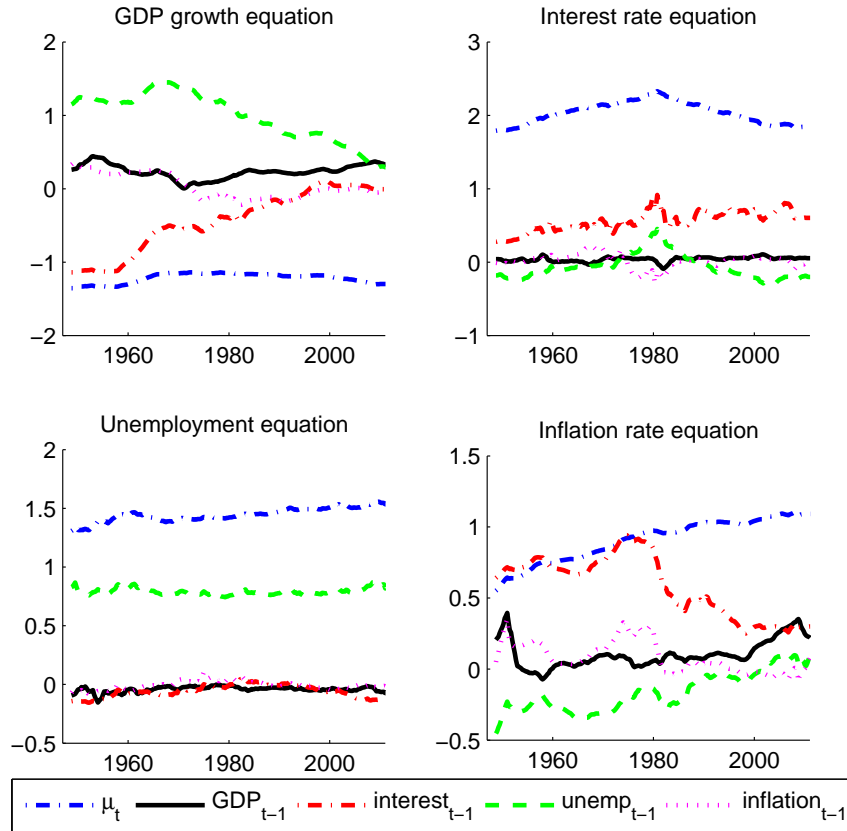 GDP growth equation
2
1
0
−1
−2
1960 1980 2000
Interest rate equation
3
2
1
0
−1
1960 1980 2000
Unemployment equation
2
1.5
1
0.5
0
−0.5
1960 1980 2000
Inflation rate equation
1.5
1
0.5
0
−0.5
1960 1980 2000
μt GDPt−1 interestt−1 unempt−1 inflationt−1